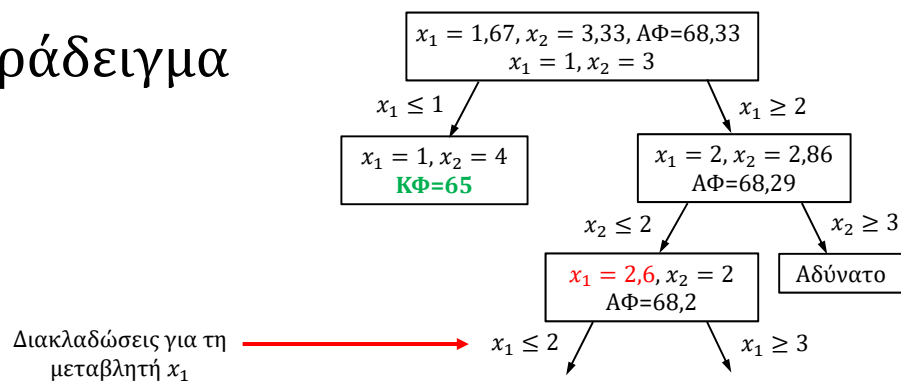 ράδειγμα
x₁ = 1,67, x₂ = 3,33, ΑΦ=68,33
x₁ = 1, x₂ = 3
x₁ ≤ 1
x₁ ≥ 2
x₁ = 1, x₂ = 4
ΚΦ=65
x₁ = 2, x₂ = 2,86
ΑΦ=68,29
x₂ ≤ 2
x₂ ≥ 3
x₁ = 2,6, x₂ = 2
ΑΦ=68,2
Αδύνατο
Διακλαδώσεις για τη
μεταβλητή x₁
x₁ ≤ 2
x₁ ≥ 3